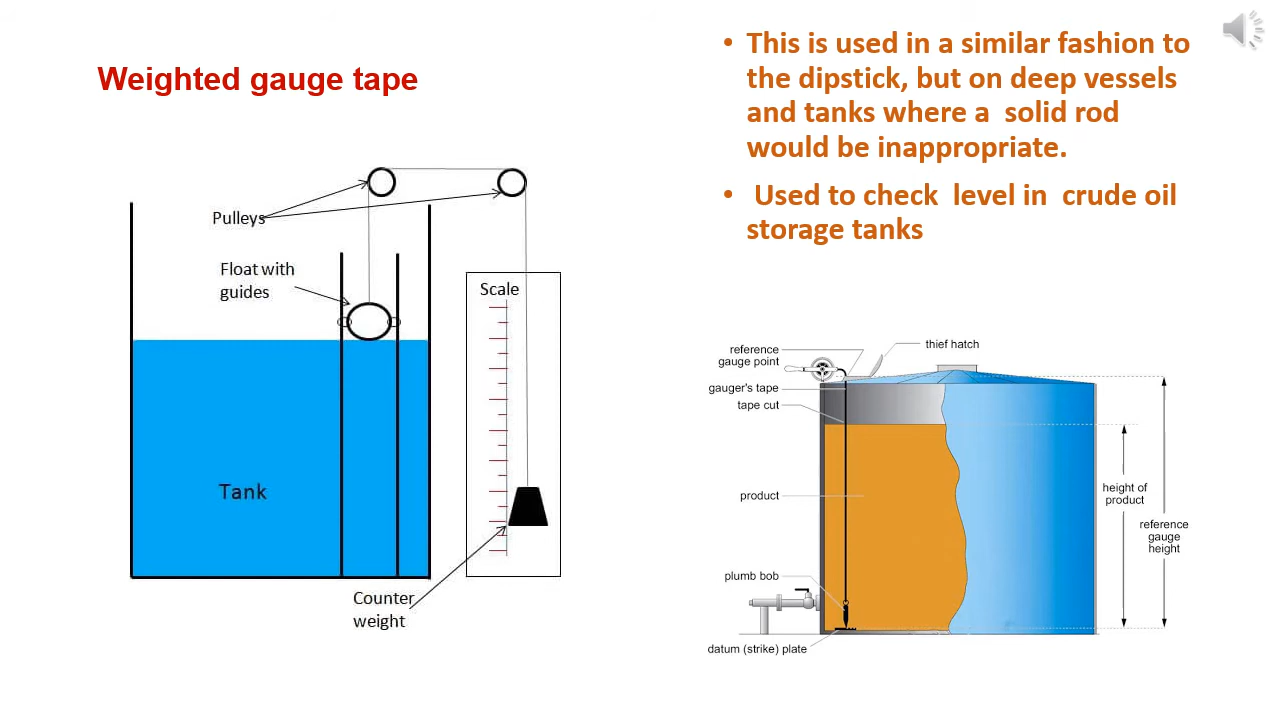 Weighted gauge tape
• This is used in a similar fashion to
the dipstick, but on deep vessels
and tanks where a solid rod
would be inappropriate.
• Used to check level in crude oil
storage tanks
Pulleys
Float with
guides
Scale
Tank
Counter
weight
reference
gauge point
thief hatch
gauger's tape
tape cut
product
height of
product
reference
gauge
height
plumb bob
datum (strike) plate